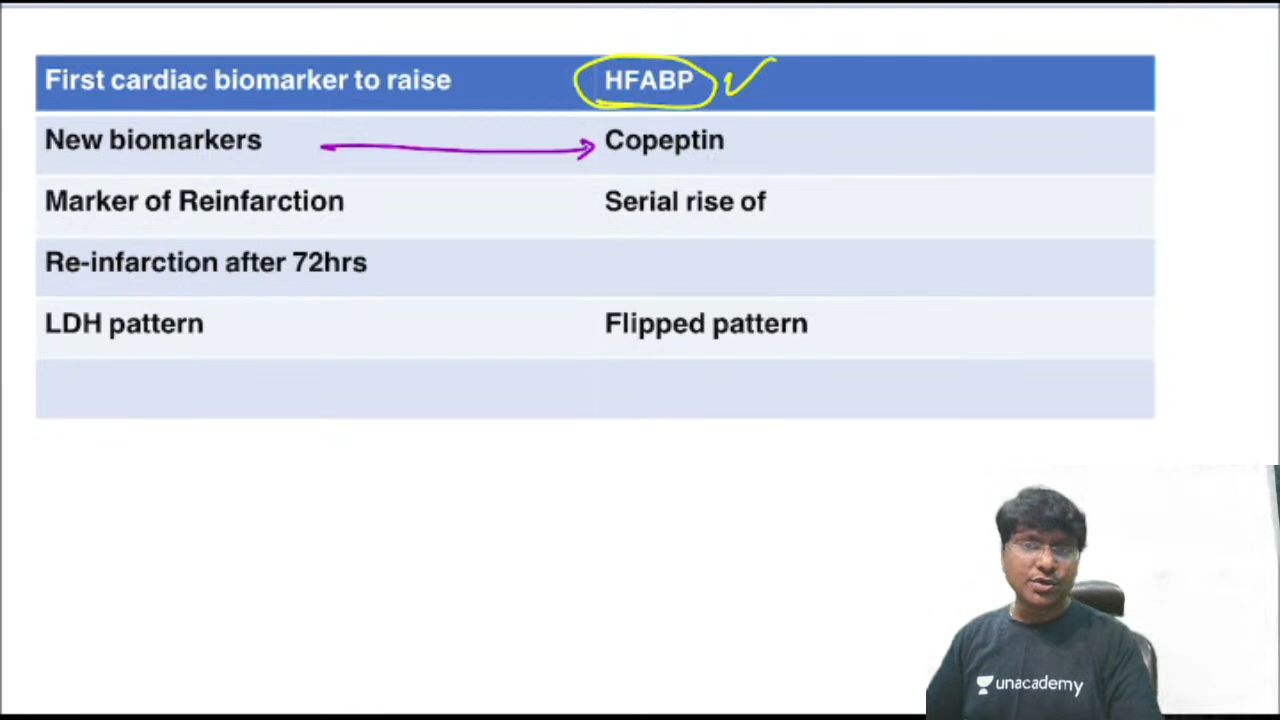 First cardiac biomarker to raise HFABP
New biomarkers Copeptin
Marker of Reinfarction Serial rise of
Re-infarction after 72hrs
LDH pattern Flipped pattern
unacademy